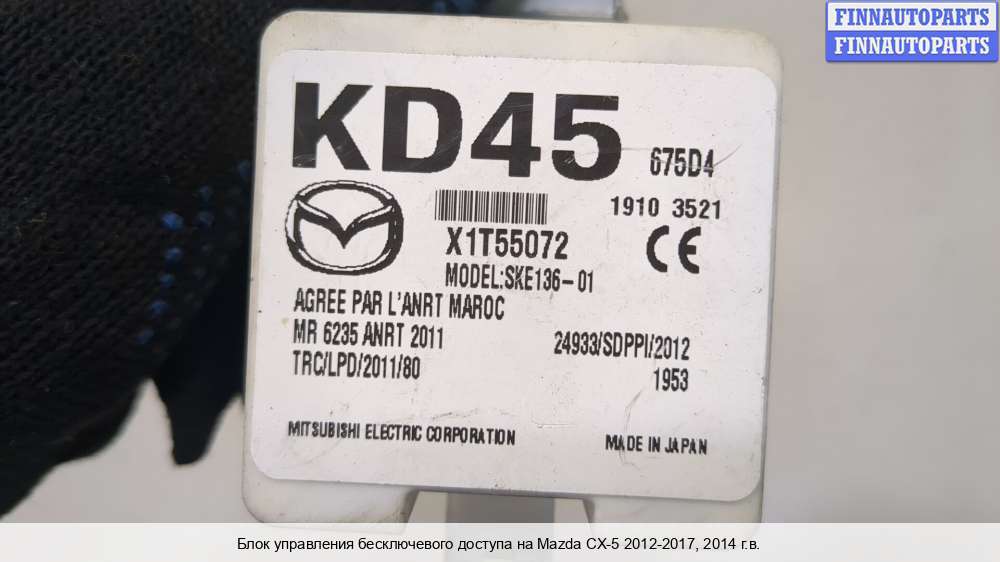 FINNAUTOPARTS
FINNAUTOPARTS
KD45
675D4
1910 3521
X1T55072
CE
MODEL:SKE136-01
AGREE PAR L'ANRT MAROC
MR 6235 ANRT 2011
24933/SDPPI/2012
TRC/LPD/2011/80
1953
MITSUBISHI ELECTRIC CORPORATION
MADE IN JAPAN
Блок управления бесключевого доступа на Mazda CX-5 2012-2017, 2014 г.в.